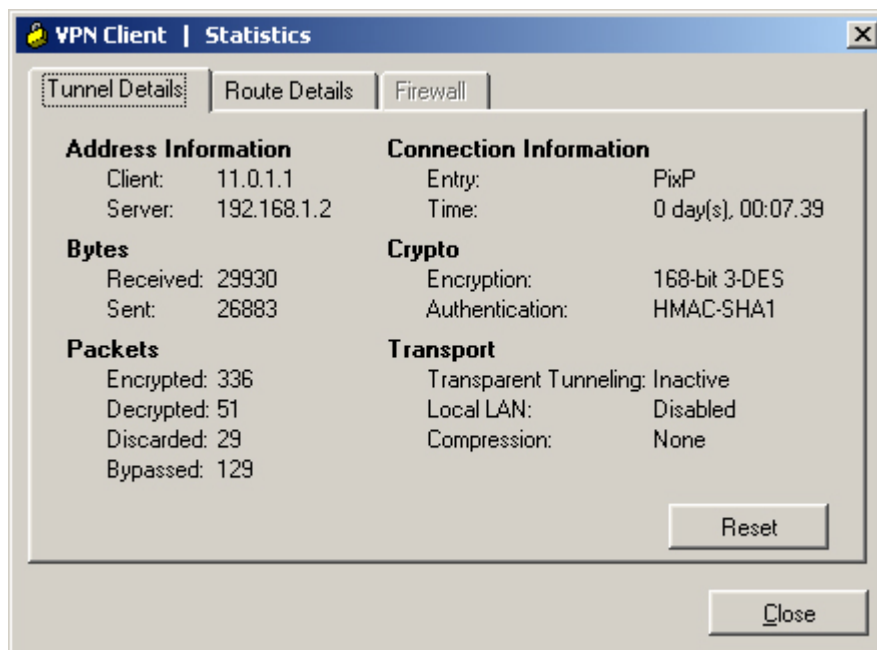 VPN Client | Statistics
Tunnel Details Route Details Firewall
Address Information
Client: 11.0.1.1
Server: 192.168.1.2
Connection Information
Entry: PixP
Time: 0 day(s), 00:07.39
Bytes
Received: 29930
Sent: 26883
Crypto
Encryption: 168-bit 3-DES
Authentication: HMAC-SHA1
Packets
Encrypted: 336
Decrypted: 51
Discarded: 29
Bypassed: 129
Transport
Transparent Tunneling: Inactive
Local LAN: Disabled
Compression: None
Reset
Close